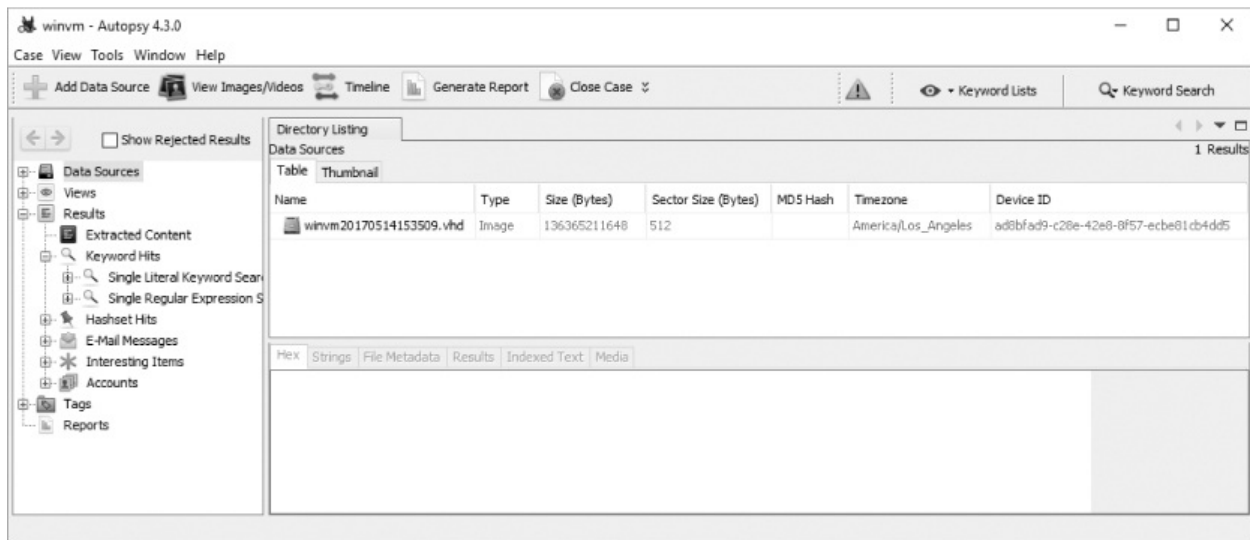 winvm - Autopsy 4.3.0
Case View Tools Window Help
Add Data Source View Images/Videos Timeline Generate Report Close Case Keyword Lists Keyword Search
Show Rejected Results
Data Sources
Views
Results
Extracted Content
Keyword Hits
Single Literal Keyword Sear
Single Regular Expression S
Hashset Hits
E-Mail Messages
Interesting Items
Accounts
Tags
Reports
Directory Listing
Data Sources 1 Results
Table Thumbnail
Name Type Size (Bytes) Sector Size (Bytes) MD5 Hash Timezone Device ID
winvm20170514153509.vhd Image 136365211648 512 America/Los_Angeles ad8bfad9-c28e-42e8-8f57-ecbe81cb4dd5
Hex Strings File Metadata Results Indexed Text Media